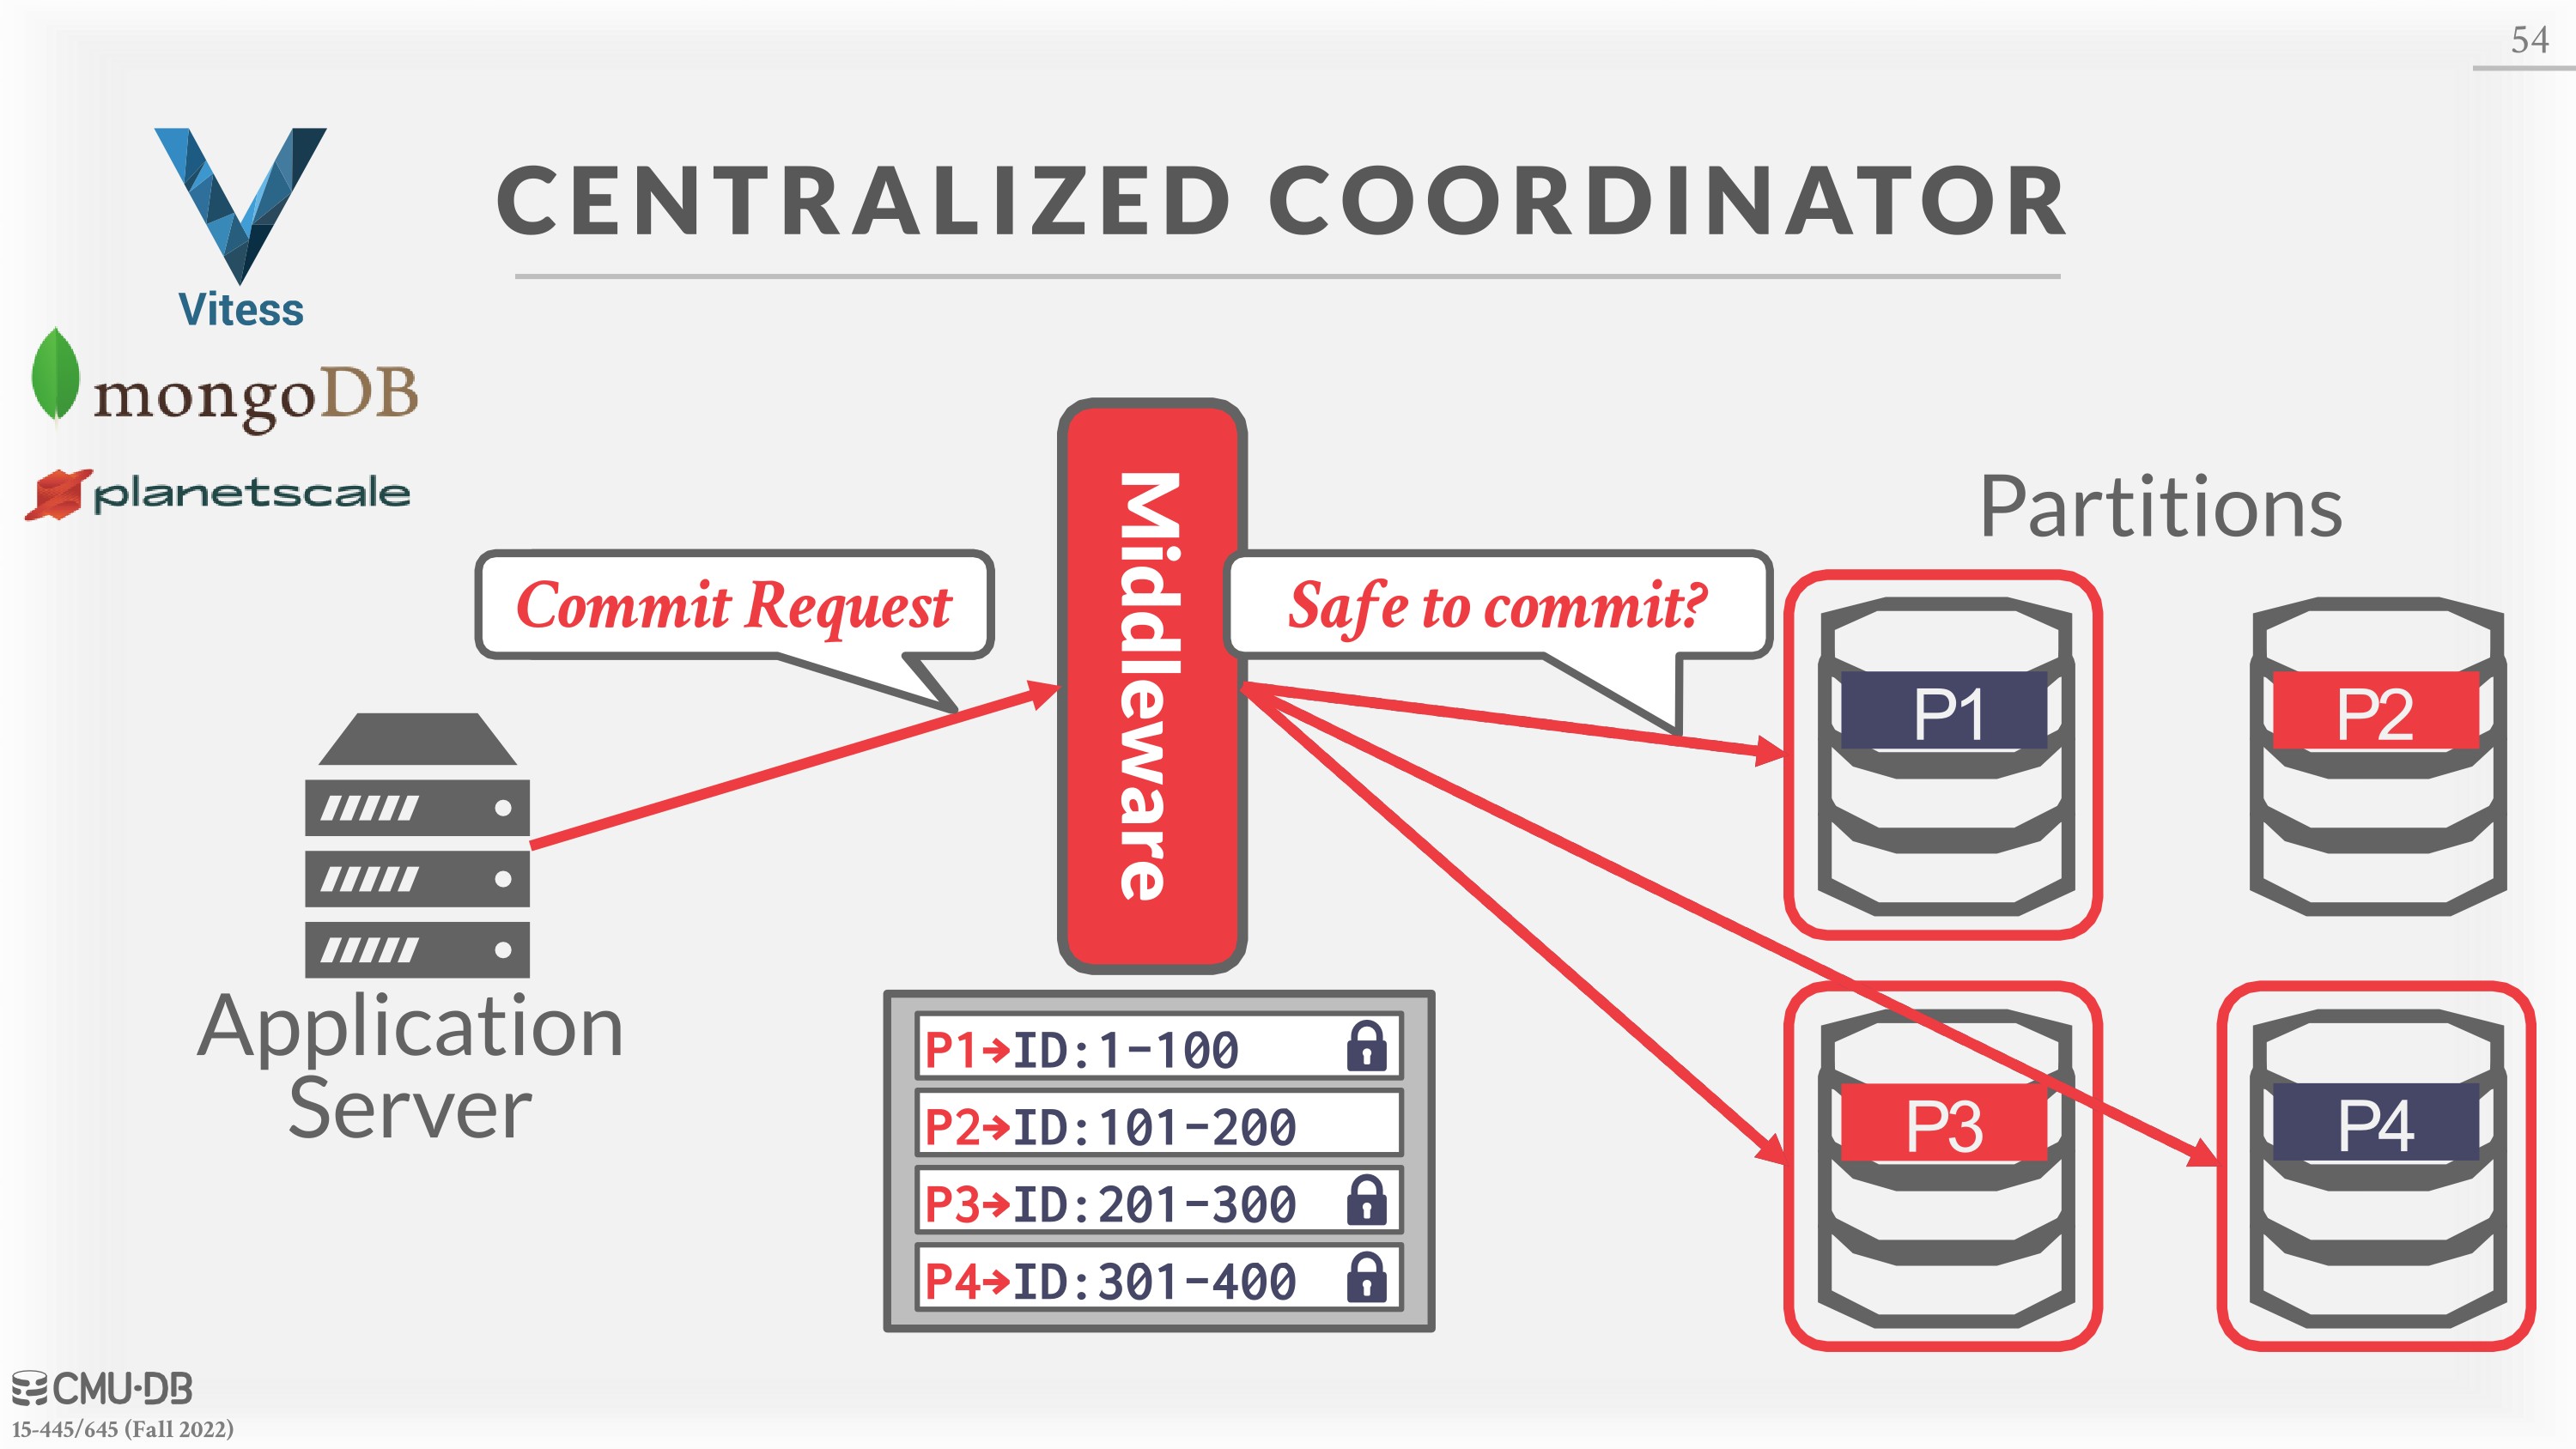 54
CENTRALIZED COORDINATOR
Vitess
mongoDB
planetscale
Partitions
Commit Request
Safe to commit?
Middleware
P1
P2
P3
P4
Application
Server
P1→ID:1-100
P2→ID:101-200
P3→ID:201-300
P4→ID:301-400
CMU·DB
15-445/645 (Fall 2022)